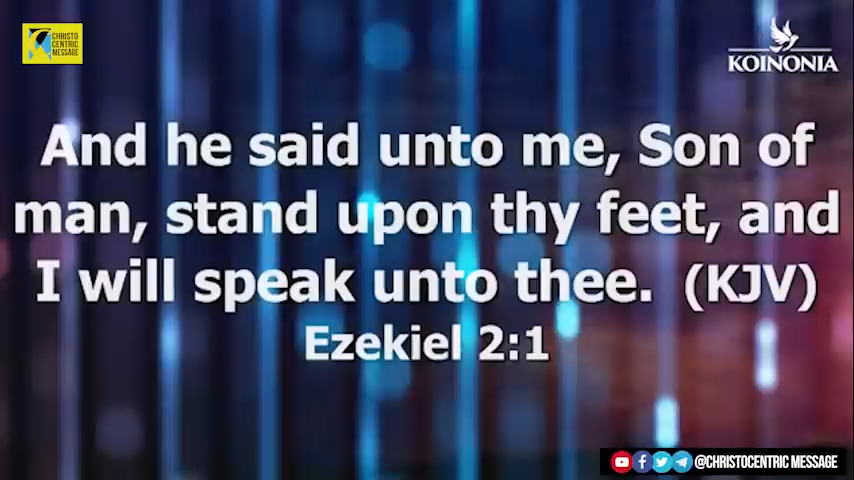 CHRISTO
CENTRIC
MESSAGE
KOINONIA
And he said unto me, Son of
man, stand upon thy feet, and
I will speak unto thee. (KJV)
Ezekiel 2:1
@CHRISTOCENTRIC MESSAGE